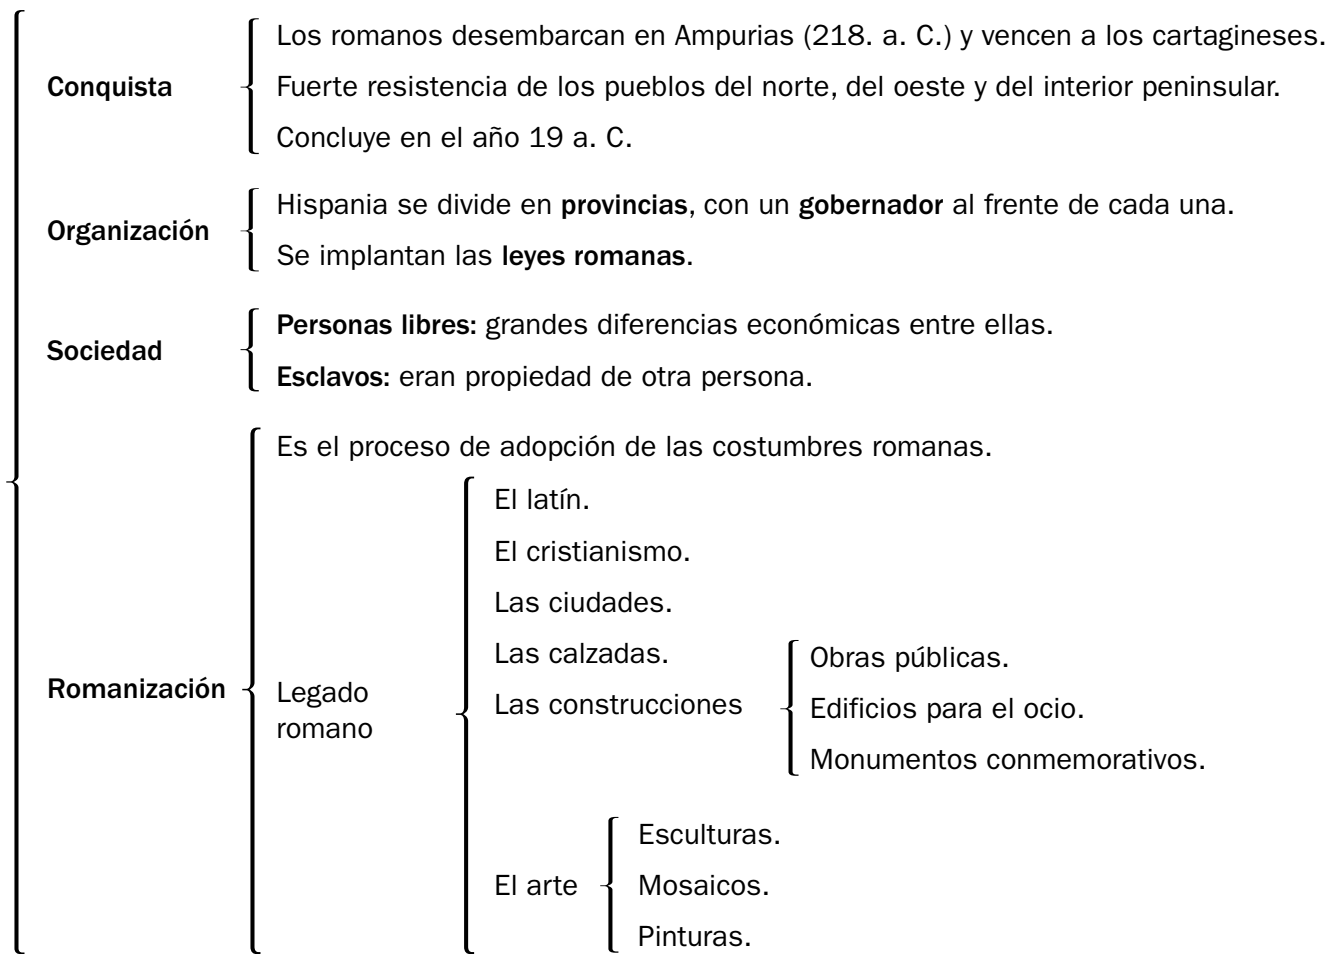 Conquista
Los romanos desembarcan en Ampurias (218. a. C.) y vencen a los cartagineses.
Fuerte resistencia de los pueblos del norte, del oeste y del interior peninsular.
Concluye en el año 19 a. C.
Organización
Hispania se divide en provincias, con un gobernador al frente de cada una.
Se implantan las leyes romanas.
Sociedad
Personas libres: grandes diferencias económicas entre ellas.
Esclavos: eran propiedad de otra persona.
Romanización
Es el proceso de adopción de las costumbres romanas.
Legado
romano
El latín.
El cristianismo.
Las ciudades.
Las calzadas.
Las construcciones
Obras públicas.
Edificios para el ocio.
Monumentos conmemorativos.
El arte
Esculturas.
Mosaicos.
Pinturas.